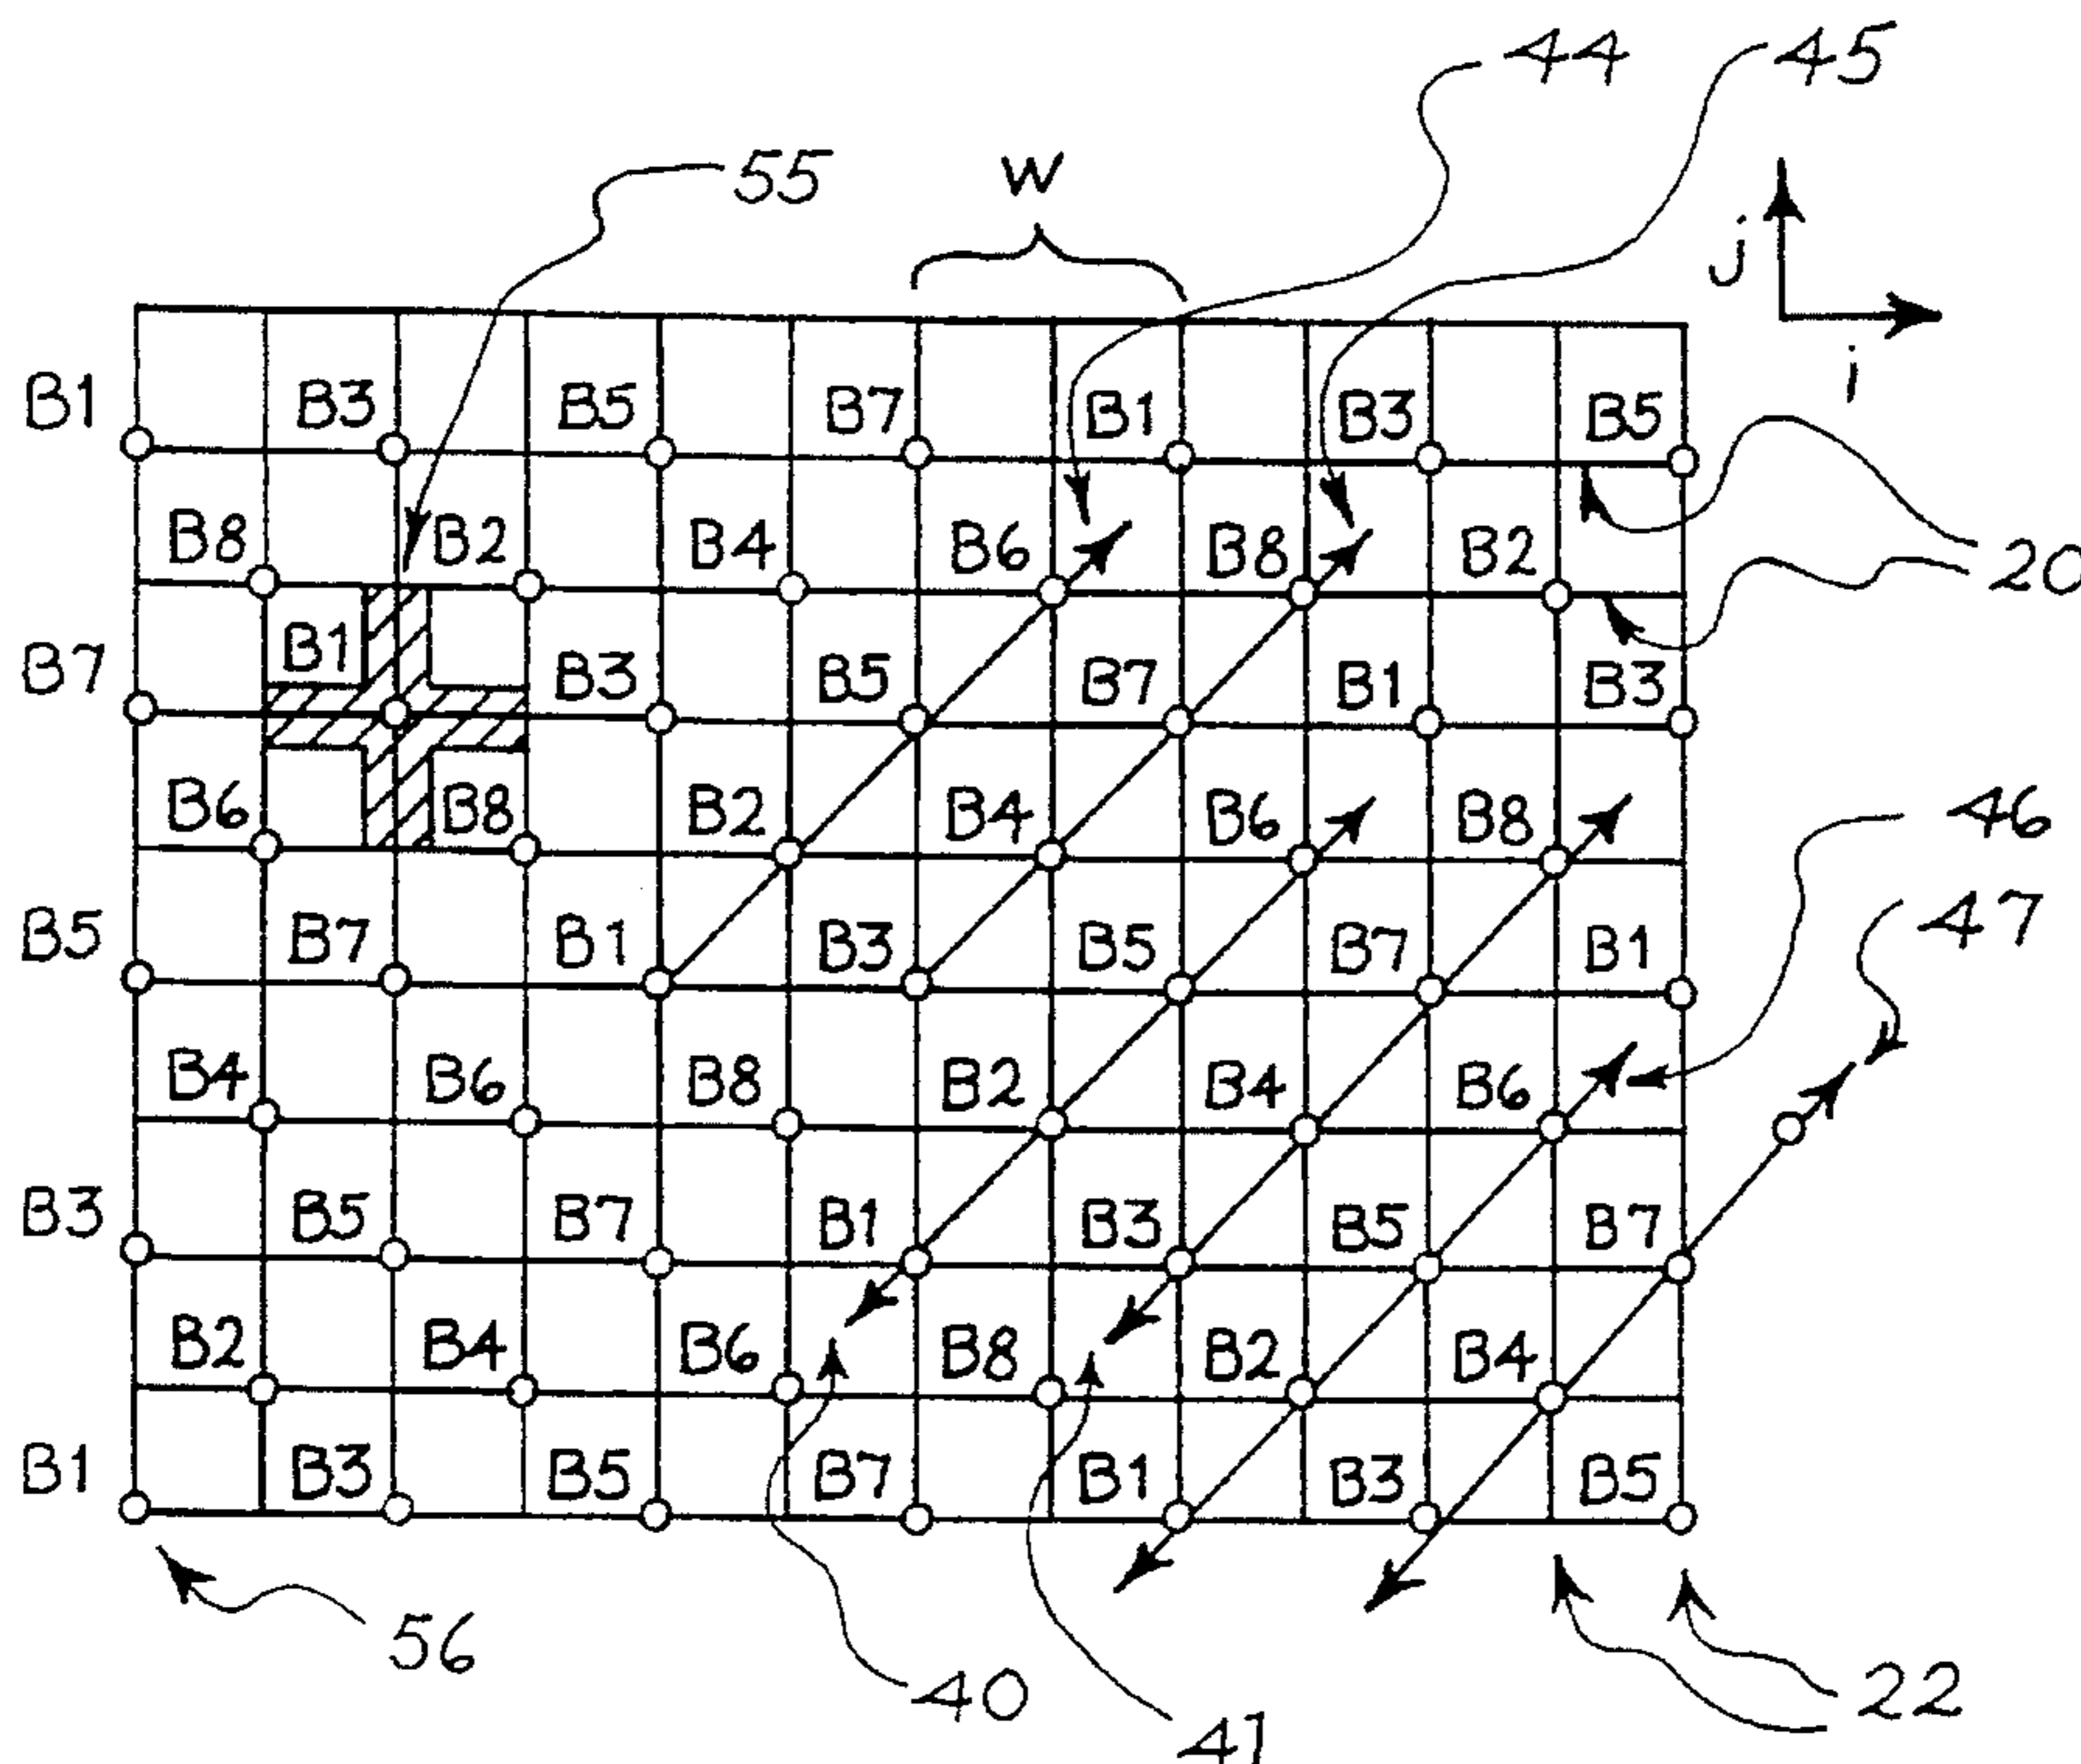 44 45
55 W
j
i
B1 B3 B5 B7 B1 B3 B5
B8 B2 B4 B6 B8 B2
20
B7 B1 B3 B5 B7 B1 B3
B6 B8 B2 B4 B6 B8
46
B5 B7 B1 B3 B5 B7 B1
47
B4 B6 B8 B2 B4 B6
B3 B5 B7 B1 B3 B5 B7
B2 B4 B6 B8 B2 B4
B1 B3 B5 B7 B1 B3 B5
56 40 41 22